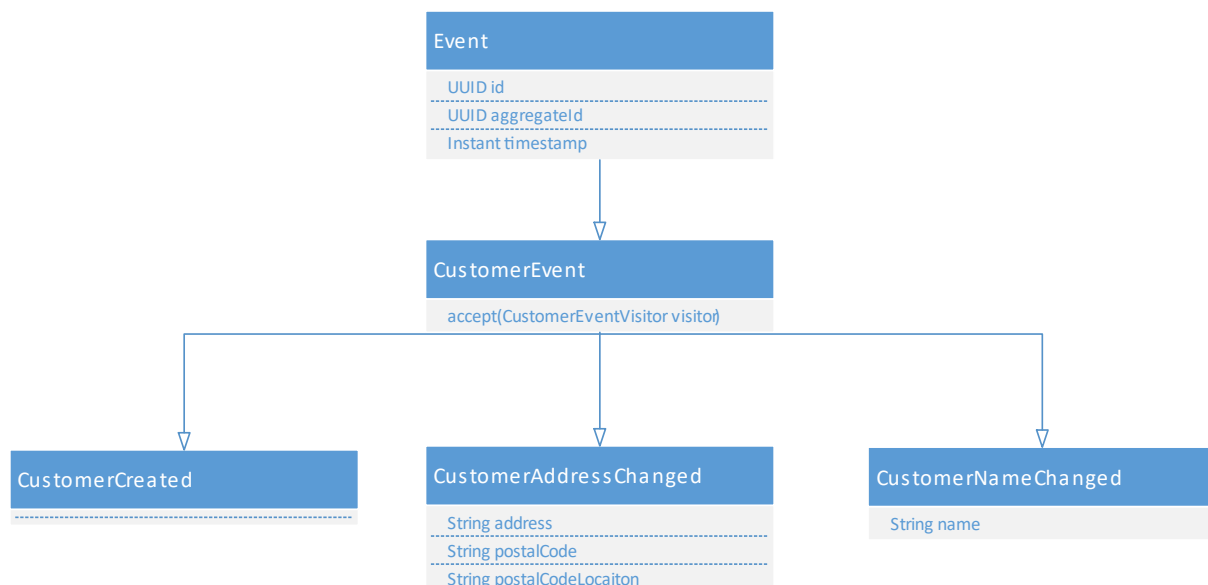 Event
UUID id
UUID aggregateId
Instant timestamp
CustomerEvent
accept(CustomerEventVisitor visitor)
CustomerCreated
CustomerAddressChanged
String address
String postalCode
String postalCodeLocaiton
CustomerNameChanged
String name